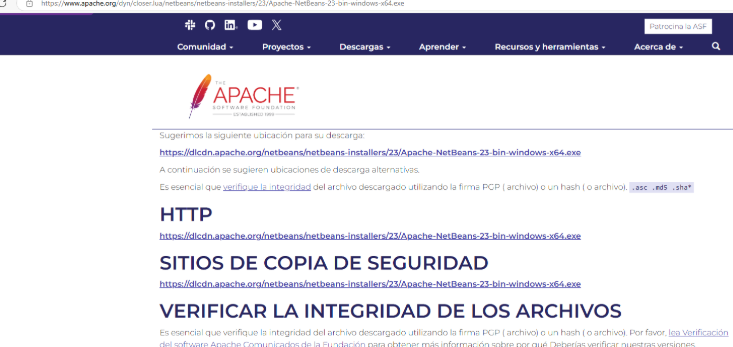 https://www.apache.org/dyn/closer.lua/netbeans/netbeans-installers/23/Apache-NetBeans-23-bin-windows-x64.exe
Patrocina la ASF
Comunidad Proyectos Descargas Aprender Recursos y herramientas Acerca de
THE
APACHE
SOFTWARE FOUNDATION
ESTABLISHED 1999
Sugerimos la siguiente ubicación para su descarga:
https://dlcdn.apache.org/netbeans/netbeans-installers/23/Apache-NetBeans-23-bin-windows-x64.exe
A continuación se sugieren ubicaciones de descarga alternativas.
Es esencial que verifique la integridad del archivo descargado utilizando la firma PGP ( archivo) o un hash ( o archivo). .asc .md5 .sha*
HTTP
https://dlcdn.apache.org/netbeans/netbeans-installers/23/Apache-NetBeans-23-bin-windows-x64.exe
SITIOS DE COPIA DE SEGURIDAD
https://dlcdn.apache.org/netbeans/netbeans-installers/23/Apache-NetBeans-23-bin-windows-x64.exe
VERIFICAR LA INTEGRIDAD DE LOS ARCHIVOS
Es esencial que verifique la integridad del archivo descargado utilizando la firma PGP ( archivo) o un hash ( o archivo). Por favor, lea Verificación
del software Apache Comunicados de la Fundación para obtener más información sobre por qué Deberías verificar nuestras versiones